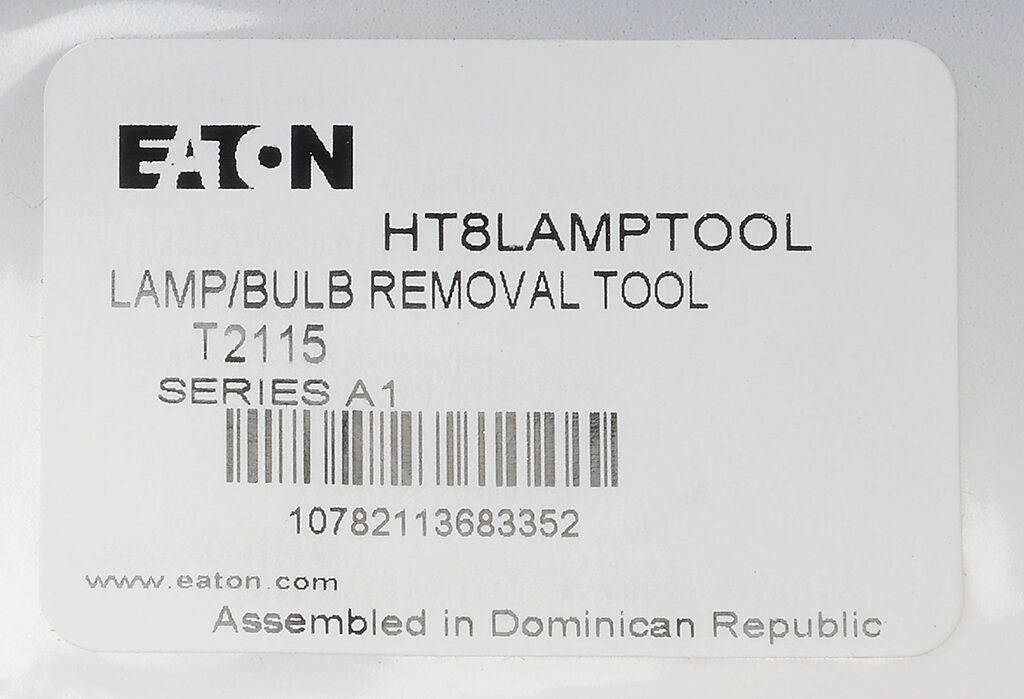 EATON
HT8LAMPTOOL
LAMP/BULB REMOVAL TOOL
T2115
SERIES A1
10782113683352
www.eaton.com
Assembled in Dominican Republic